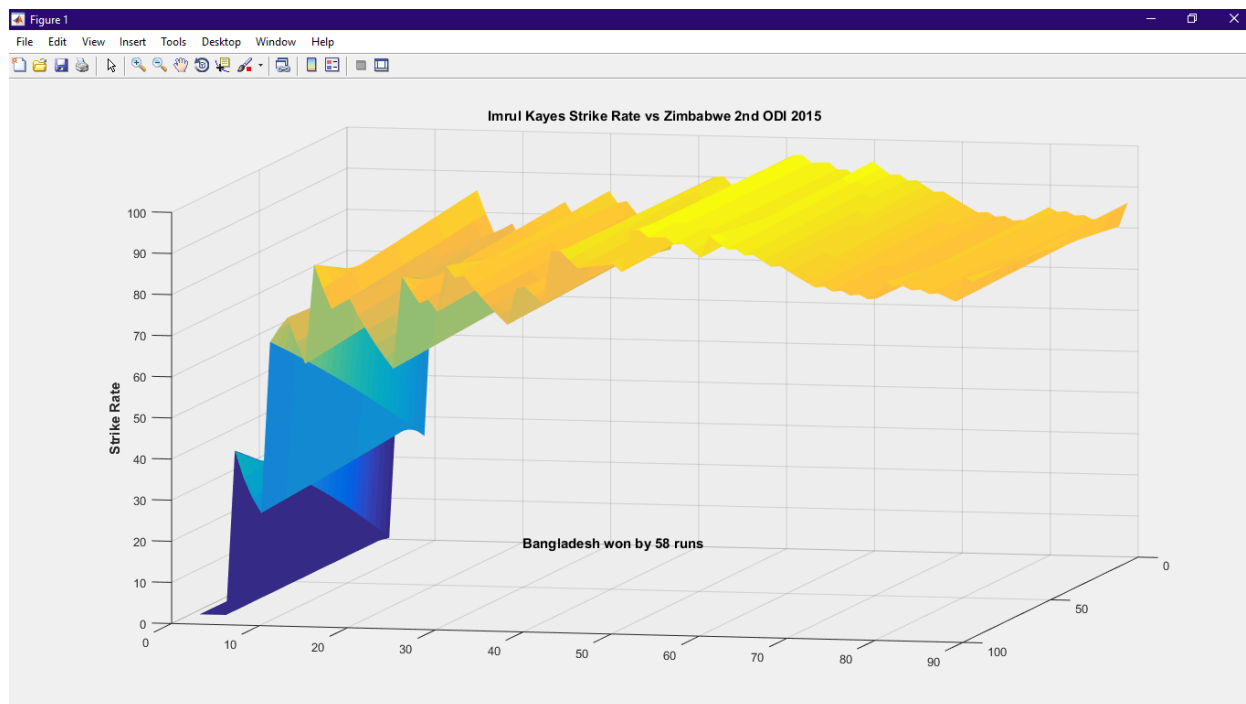 Figure 1
File Edit View Insert Tools Desktop Window Help
Imrul Kayes Strike Rate vs Zimbabwe 2nd ODI 2015
100
90
80
70
60
50
40
30
20
10
0
Strike Rate
Bangladesh won by 58 runs
0 10 20 30 40 50 60 70 80 90
0
50
100